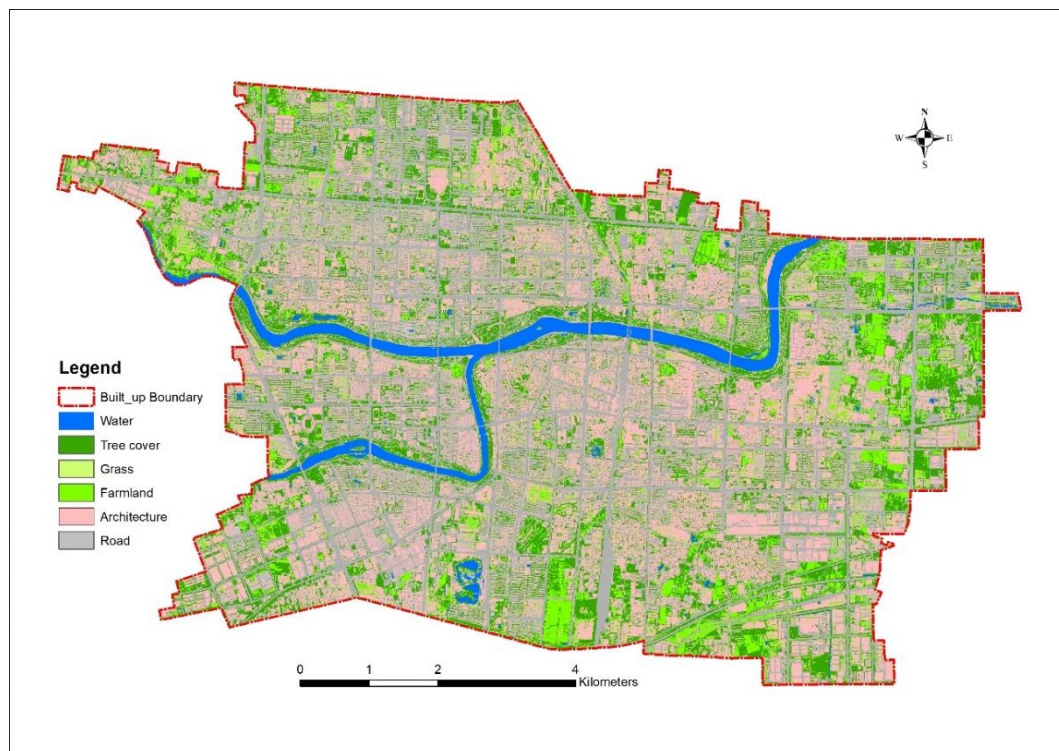 N
W E
S
Legend
Built_up Boundary
Water
Tree cover
Grass
Farmland
Architecture
Road
0 1 2 4
Kilometers